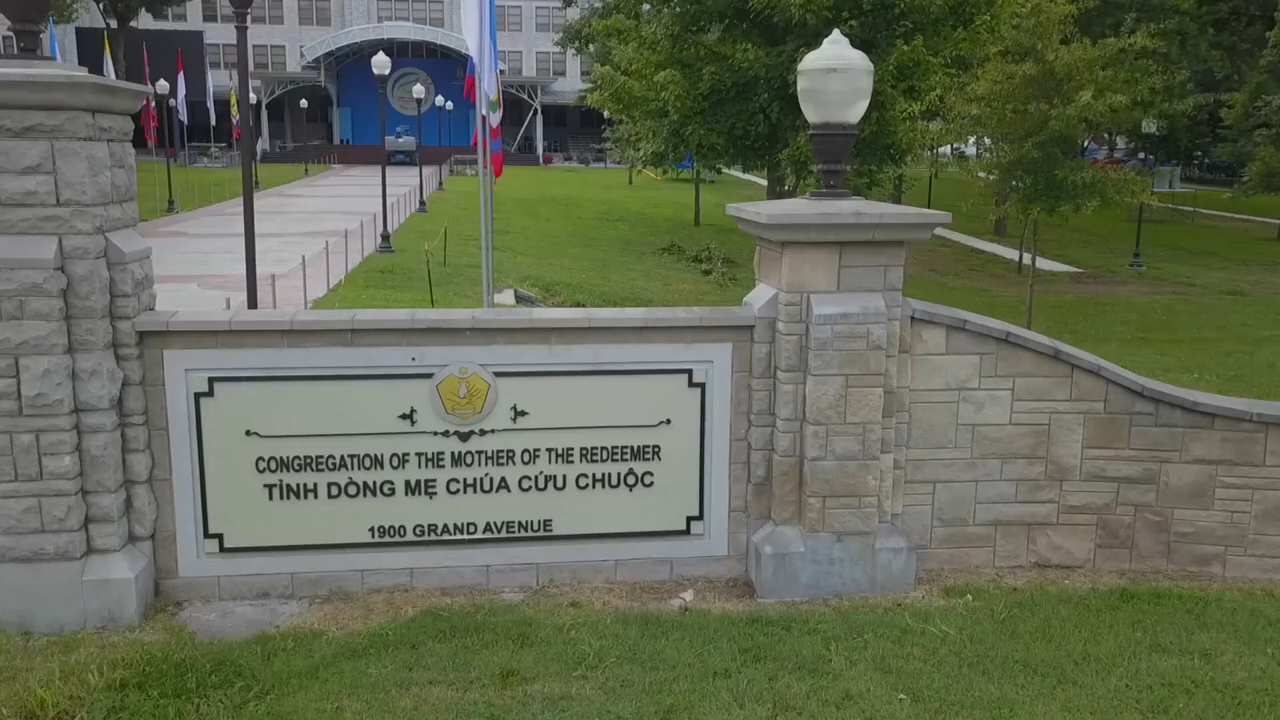 CONGREGATION OF THE MOTHER OF THE REDEEMER
TỈNH DÒNG MẸ CHÚA CỨU CHUỘC
1900 GRAND AVENUE